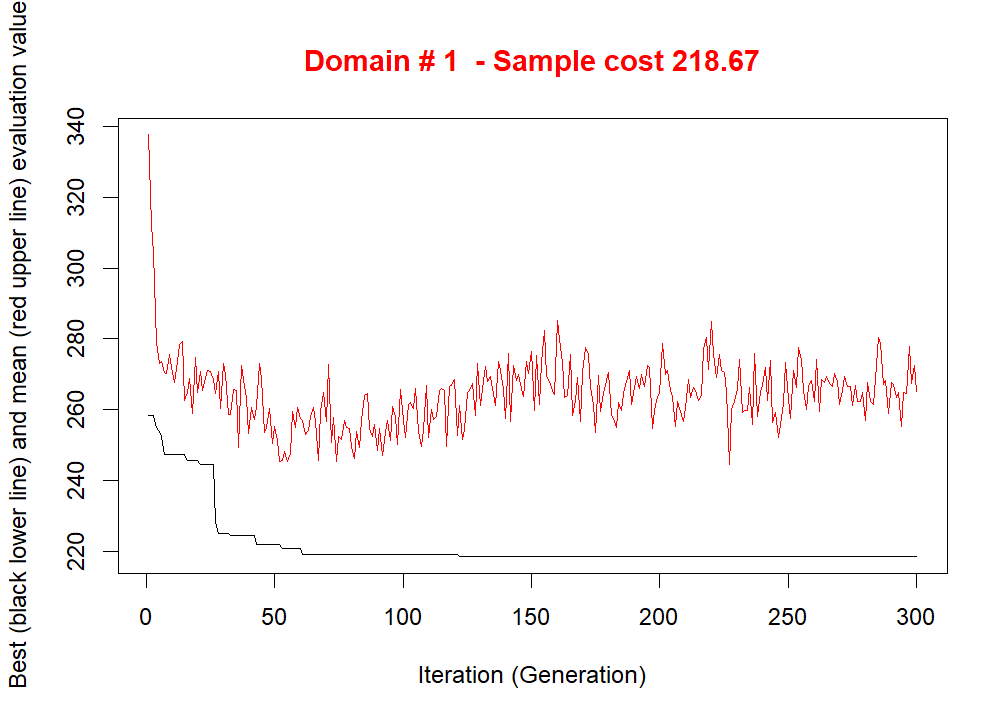 Domain # 1  - Sample cost 218.67
Best (black lower line) and mean (red upper line) evaluation value
340
320
300
280
260
240
220
0 50 100 150 200 250 300
Iteration (Generation)